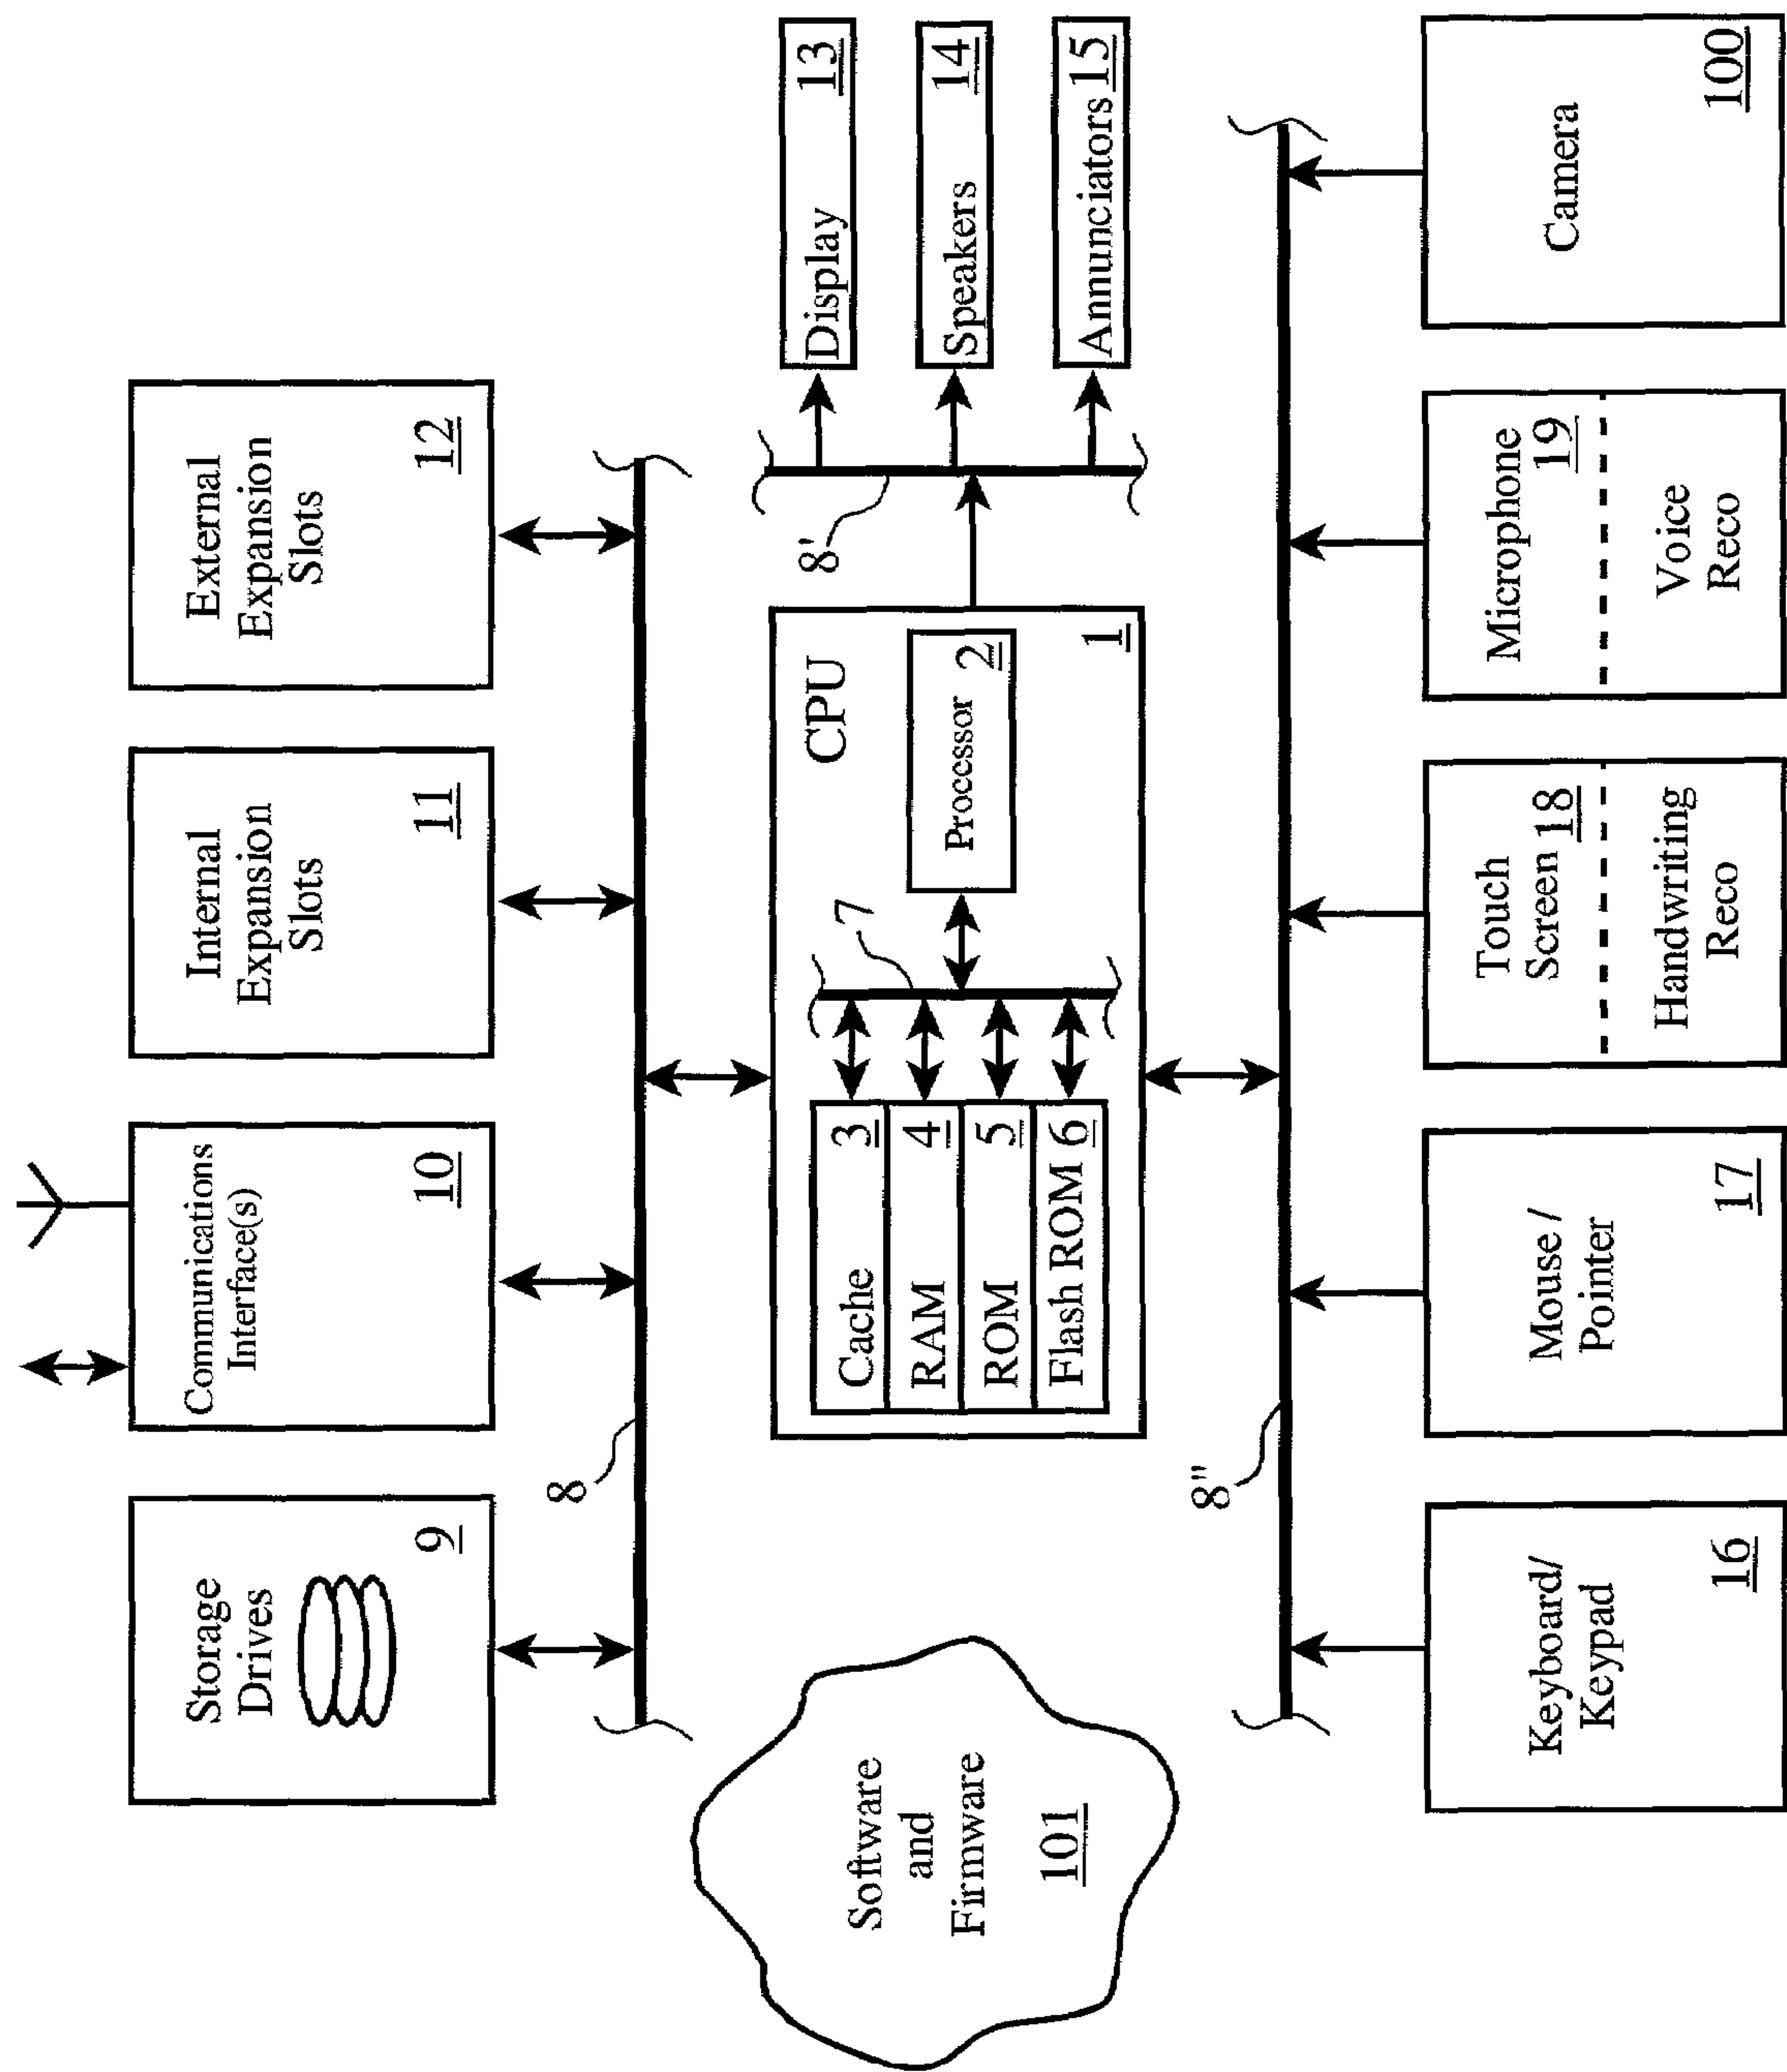 Storage
Drives
9
Communications
Interface(s)
10
Internal
Expansion
Slots
11
External
Expansion
Slots
12
8
Software
and
Firmware
101
CPU
Cache 3
RAM 4
ROM 5
Flash ROM 6
7
Processor 2
1
8'
Display 13
Speakers 14
Annunciators 15
8"
Keyboard/
Keypad
16
Mouse /
Pointer
17
Touch
Screen 18
Handwriting
Reco
Microphone
19
Voice
Reco
Camera
100